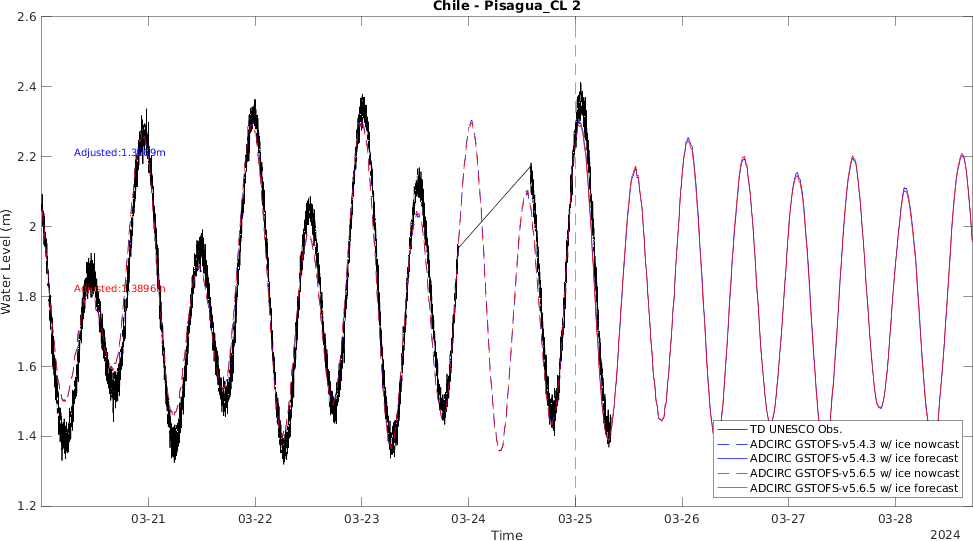 Chile - Pisagua_CL 2
2.6
2.4
2.2
2
1.8
1.6
1.4
1.2
Water Level (m)
Adjusted:1.3869m
Adjusted:1.3896m
TD UNESCO Obs.
ADCIRC GSTOFS-v5.4.3 w/ ice nowcast
ADCIRC GSTOFS-v5.4.3 w/ ice forecast
ADCIRC GSTOFS-v5.6.5 w/ ice nowcast
ADCIRC GSTOFS-v5.6.5 w/ ice forecast
03-21
03-22
03-23
03-24
03-25
03-26
03-27
03-28
Time
2024